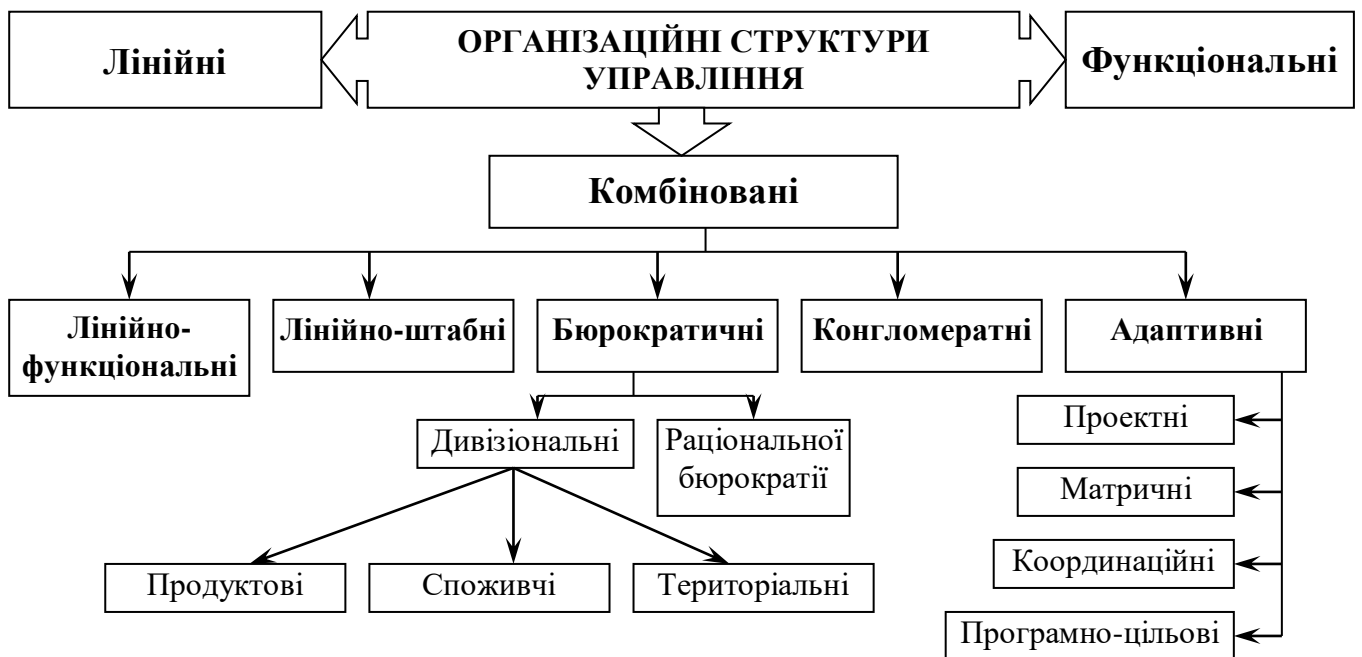 Лінійні
ОРГАНІЗАЦІЙНІ СТРУКТУРИ
УПРАВЛІННЯ
Функціональні
Комбіновані
Лінійно-
функціональні
Лінійно-штабні
Бюрократичні
Конгломератні
Адаптивні
Дивізіональні
Раціональної
бюрократії
Продуктові
Споживчі
Територіальні
Проектні
Матричні
Координаційні
Програмно-цільові